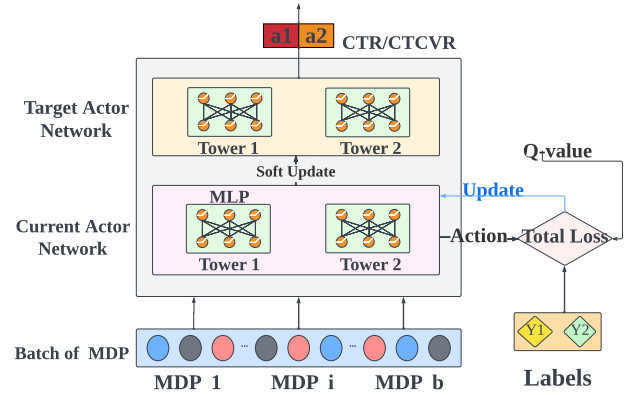 a1 a2
CTR/CTCVR
Target Actor
Network
Tower 1 Tower 2
Soft Update
Q-value
MLP
Update
Current Actor
Network
Action
Total Loss
Tower 1 Tower 2
Y1 Y2
Batch of MDP
... ...
MDP 1 MDP i MDP b
Labels